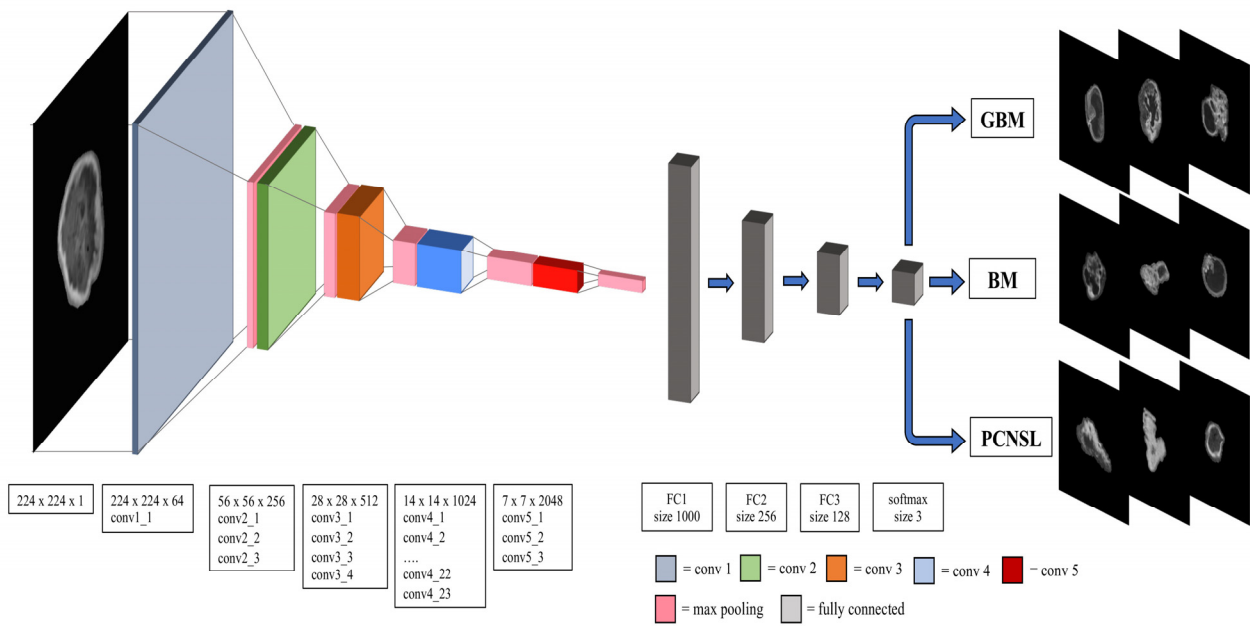 GBM
BM
PCNSL
224 x 224 x 1
224 x 224 x 64
conv1_1
56 x 56 x 256
conv2_1
conv2_2
conv2_3
28 x 28 x 512
conv3_1
conv3_2
conv3_3
conv3_4
14 x 14 x 1024
conv4_1
conv4_2
....
conv4_22
conv4_23
7 x 7 x 2048
conv5_1
conv5_2
conv5_3
FC1
size 1000
FC2
size 256
FC3
size 128
softmax
size 3
= conv 1
= conv 2
= conv 3
= conv 4
– conv 5
= max pooling
= fully connected